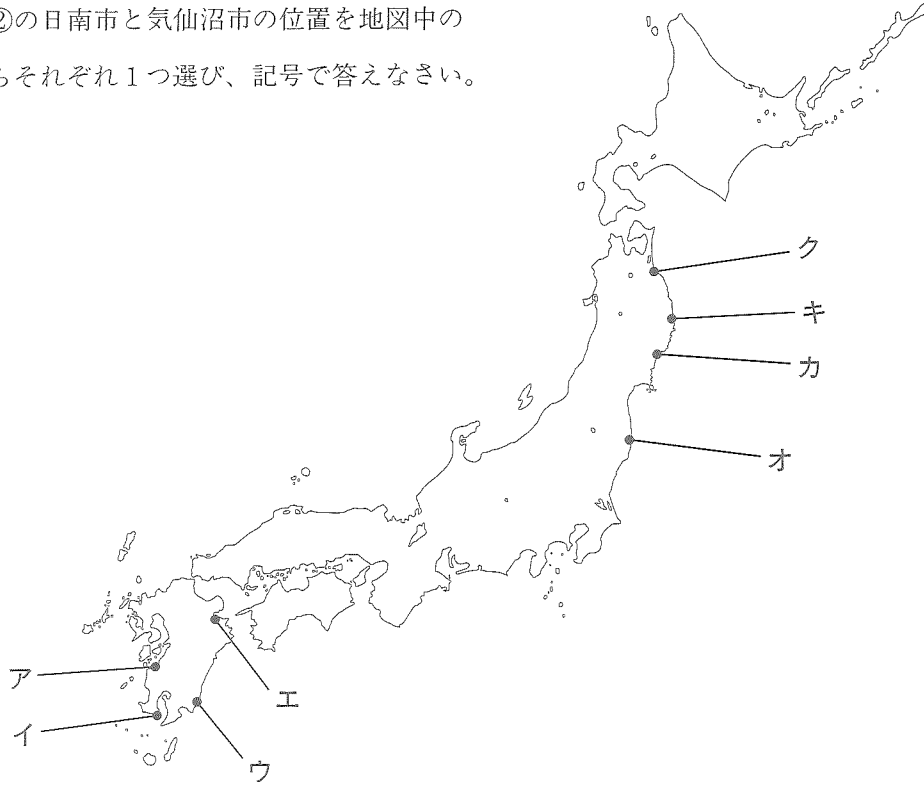 ②の日南市と気仙沼市の位置を地図中の
らそれぞれ1つ選び、記号で答えなさい。
ク
キ
カ
オ
ア
エ
イ
ウ